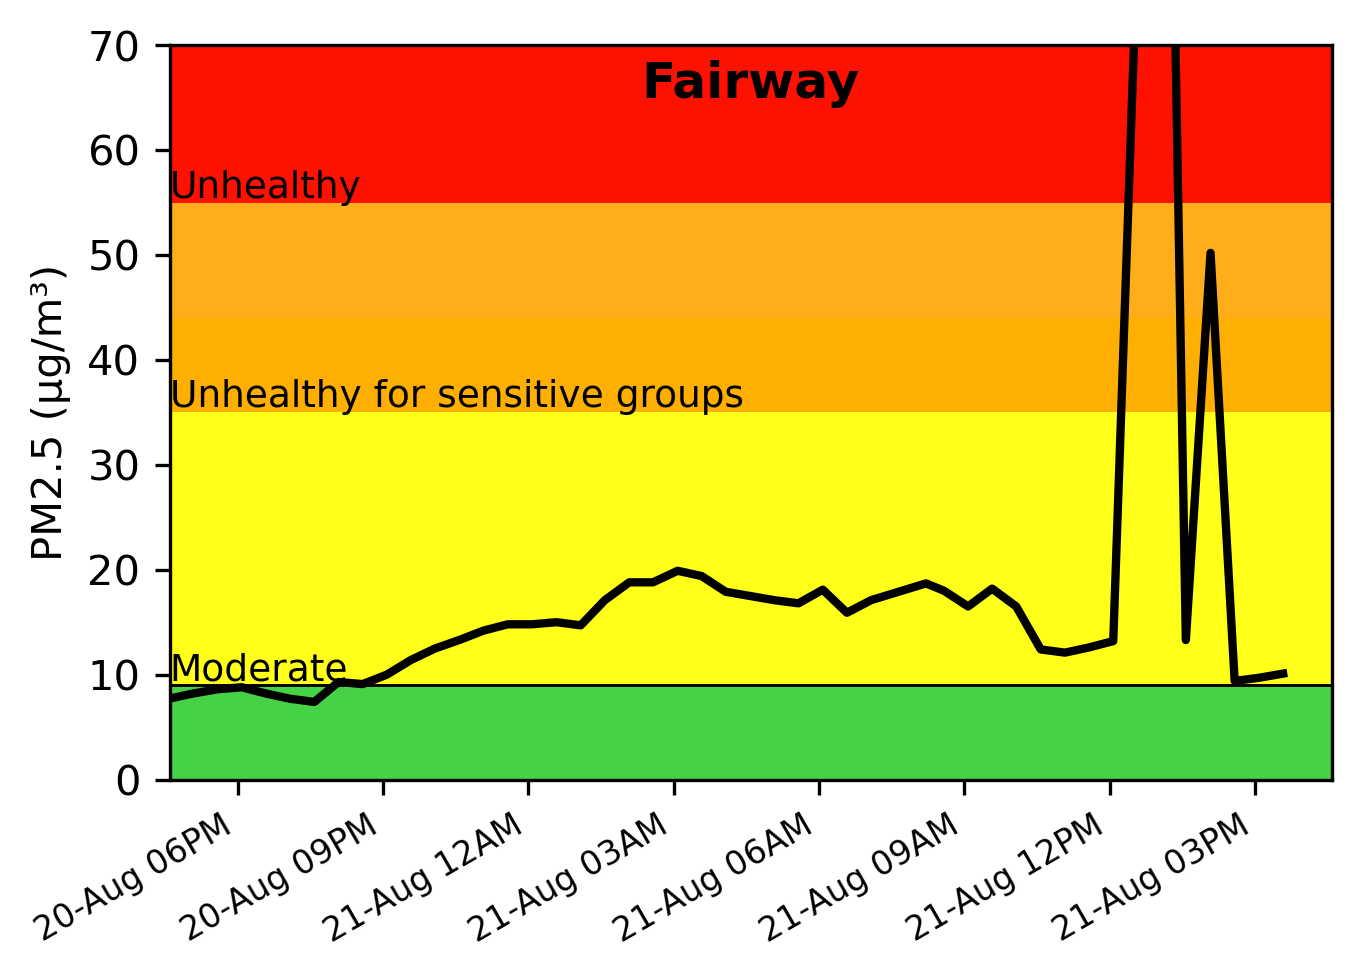 Fairway
70
60
50
40
30
20
10
0
PM2.5 (µg/m³)
Unhealthy
Unhealthy for sensitive groups
Moderate
20-Aug 06PM
20-Aug 09PM
21-Aug 12AM
21-Aug 03AM
21-Aug 06AM
21-Aug 09AM
21-Aug 12PM
21-Aug 03PM